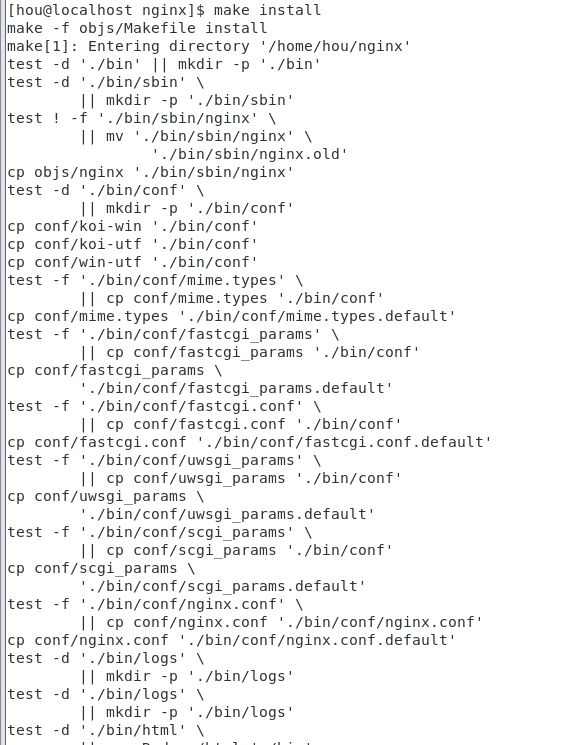 [hou@localhost nginx]$ make install
make -f objs/Makefile install
make[1]: Entering directory '/home/hou/nginx'
test -d './bin' || mkdir -p './bin'
test -d './bin/sbin' \
        || mkdir -p './bin/sbin'
test ! -f './bin/sbin/nginx' \
        || mv './bin/sbin/nginx' \
                './bin/sbin/nginx.old'
cp objs/nginx './bin/sbin/nginx'
test -d './bin/conf' \
        || mkdir -p './bin/conf'
cp conf/koi-win './bin/conf'
cp conf/koi-utf './bin/conf'
cp conf/win-utf './bin/conf'
test -f './bin/conf/mime.types' \
        || cp conf/mime.types './bin/conf'
cp conf/mime.types './bin/conf/mime.types.default'
test -f './bin/conf/fastcgi_params' \
        || cp conf/fastcgi_params './bin/conf'
cp conf/fastcgi_params \
        './bin/conf/fastcgi_params.default'
test -f './bin/conf/fastcgi.conf' \
        || cp conf/fastcgi.conf './bin/conf'
cp conf/fastcgi.conf './bin/conf/fastcgi.conf.default'
test -f './bin/conf/uwsgi_params' \
        || cp conf/uwsgi_params './bin/conf'
cp conf/uwsgi_params \
        './bin/conf/uwsgi_params.default'
test -f './bin/conf/scgi_params' \
        || cp conf/scgi_params './bin/conf'
cp conf/scgi_params \
        './bin/conf/scgi_params.default'
test -f './bin/conf/nginx.conf' \
        || cp conf/nginx.conf './bin/conf/nginx.conf'
cp conf/nginx.conf './bin/conf/nginx.conf.default'
test -d './bin/logs' \
        || mkdir -p './bin/logs'
test -d './bin/logs' \
        || mkdir -p './bin/logs'
test -d './bin/html' \